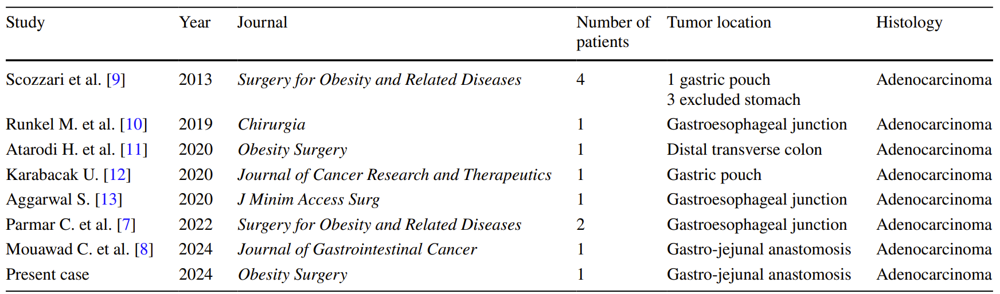 Study Year Journal Number of patients Tumor location Histology
Scozzari et al. [9] 2013 Surgery for Obesity and Related Diseases 4 1 gastric pouch Adenocarcinoma
3 excluded stomach
Runkel M. et al. [10] 2019 Chirurgia 1 Gastroesophageal junction Adenocarcinoma
Atarodi H. et al. [11] 2020 Obesity Surgery 1 Distal transverse colon Adenocarcinoma
Karabacak U. [12] 2020 Journal of Cancer Research and Therapeutics 1 Gastric pouch Adenocarcinoma
Aggarwal S. [13] 2020 J Minim Access Surg 1 Gastroesophageal junction Adenocarcinoma
Parmar C. et al. [7] 2022 Surgery for Obesity and Related Diseases 2 Gastroesophageal junction Adenocarcinoma
Mouawad C. et al. [8] 2024 Journal of Gastrointestinal Cancer 1 Gastro-jejunal anastomosis Adenocarcinoma
Present case 2024 Obesity Surgery 1 Gastro-jejunal anastomosis Adenocarcinoma